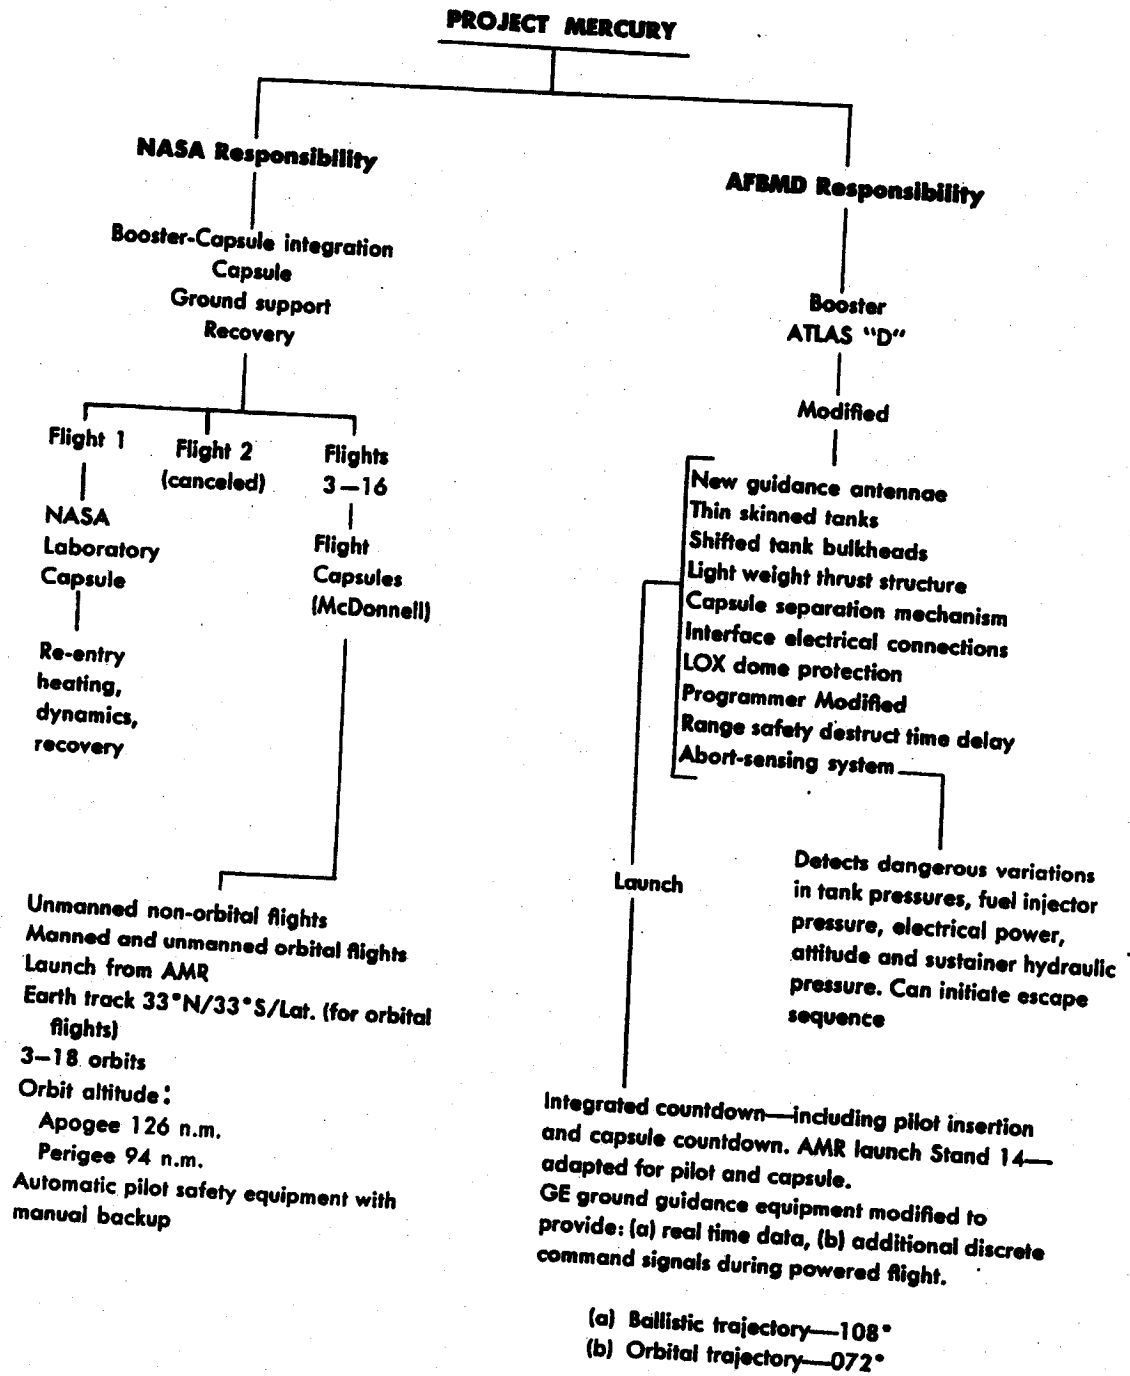 PROJECT MERCURY
NASA Responsibility
Booster-Capsule integration
Capsule
Ground support
Recovery
Flight 1
NASA
Laboratory
Capsule
Re-entry
heating,
dynamics,
recovery
Flight 2
(canceled)
Flights
3—16
Flight
Capsules
(McDonnell)
Unmanned non-orbital flights
Manned and unmanned orbital flights
Launch from AMR
Earth track 33°N/33°S/Lat. (for orbital
flights)
3—18 orbits
Orbit altitude:
Apogee 126 n.m.
Perigee 94 n.m.
Automatic pilot safety equipment with
manual backup
AFBMD Responsibility
Booster
ATLAS "D"
Modified
New guidance antennae
Thin skinned tanks
Shifted tank bulkheads
Light weight thrust structure
Capsule separation mechanism
Interface electrical connections
LOX dome protection
Programmer Modified
Range safety destruct time delay
Abort-sensing system
Detects dangerous variations
in tank pressures, fuel injector
pressure, electrical power,
attitude and sustainer hydraulic
pressure. Can initiate escape
sequence
Launch
Integrated countdown—including pilot insertion
and capsule countdown. AMR launch Stand 14—
adapted for pilot and capsule.
GE ground guidance equipment modified to
provide: (a) real time data, (b) additional discrete
command signals during powered flight.
(a) Ballistic trajectory—108°
(b) Orbital trajectory—072°